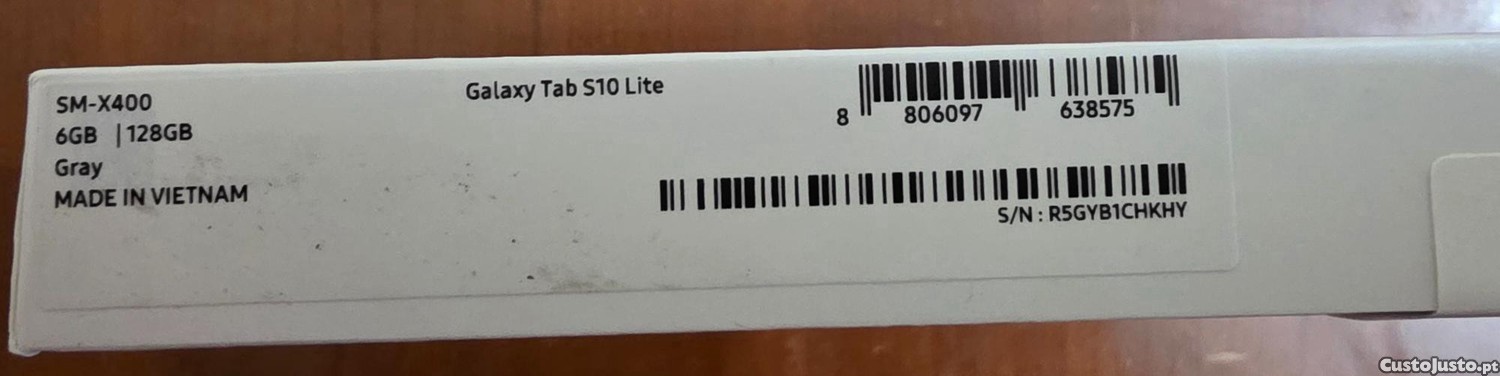 SM-X400
6GB | 128GB
Gray
MADE IN VIETNAM
Galaxy Tab S10 Lite
8 806097 638575
S/N : R5GYB1CHKHY
CustoJusto.pt